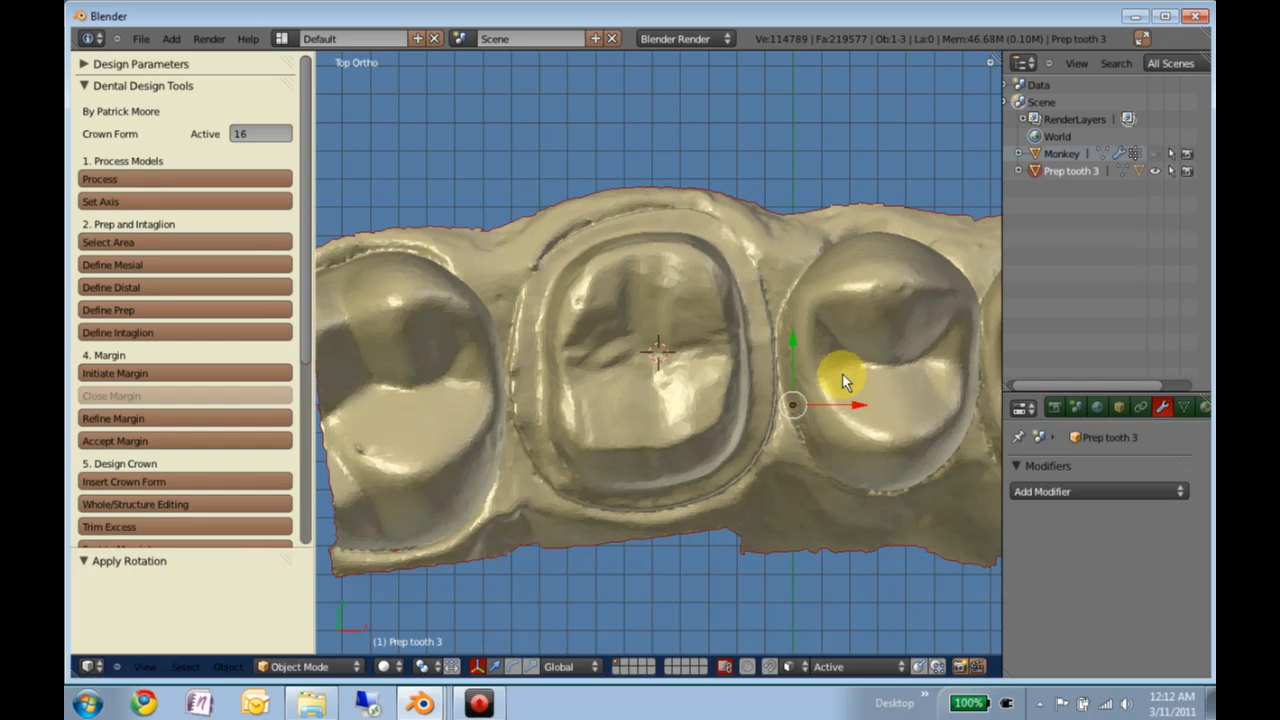 Blender
File Add Render Help Default Scene Blender Render Ve:114789 | Fa:219577 | Ob:1-3 | La:0 | Mem:46.68M (0.10M) | Prep tooth 3
Design Parameters
Dental Design Tools
By Patrick Moore
Crown Form Active 16
1. Process Models
Process
Set Axis
2. Prep and Intaglion
Select Area
Define Mesial
Define Distal
Define Prep
Define Intaglion
4. Margin
Initiate Margin
Close Margin
Refine Margin
Accept Margin
5. Design Crown
Insert Crown Form
Whole/Structure Editing
Trim Excess
Apply Rotation
Top Ortho
(1) Prep tooth 3
View Select Object Object Mode Global Active
View Search All Scenes
Data
Scene
RenderLayers
World
Monkey
Prep tooth 3
Prep tooth 3
Modifiers
Add Modifier
Desktop
100%
12:12 AM
3/11/2011